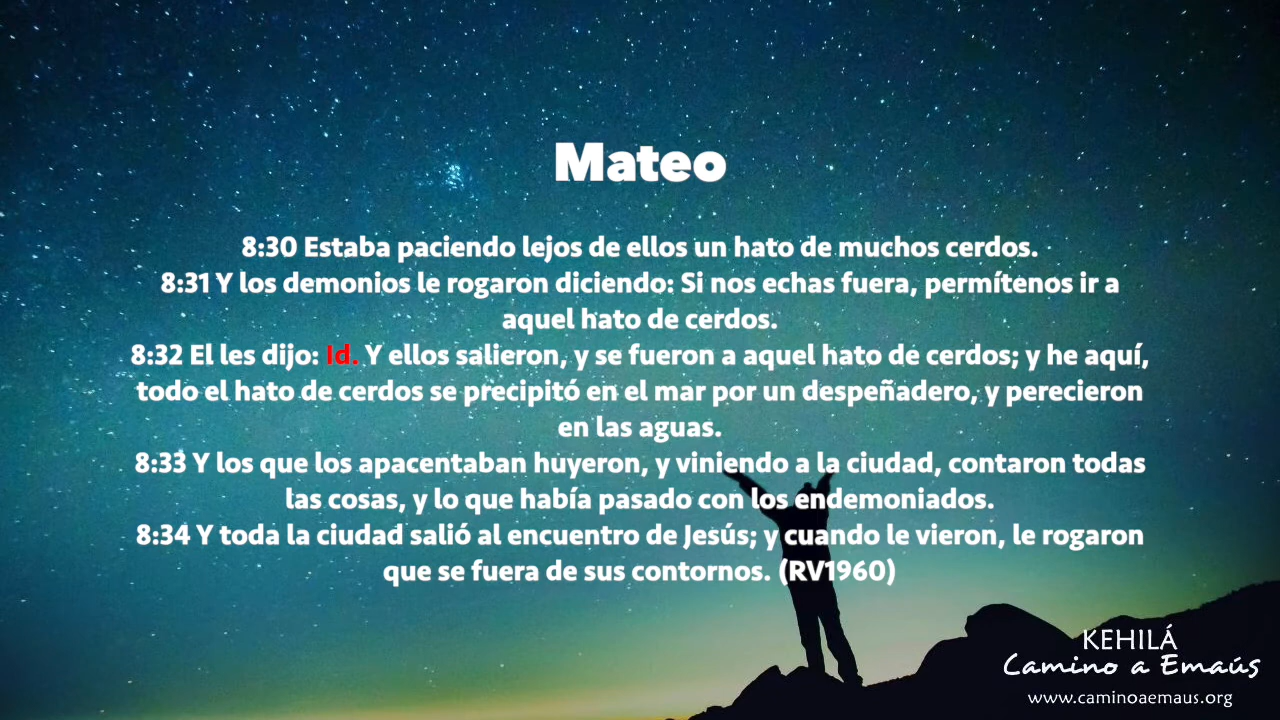 Mateo
8:30 Estaba paciendo lejos de ellos un hato de muchos cerdos.
8:31 Y los demonios le rogaron diciendo: Si nos echas fuera, permítenos ir a
aquel hato de cerdos.
8:32 El les dijo: Id. Y ellos salieron, y se fueron a aquel hato de cerdos; y he aquí,
todo el hato de cerdos se precipitó en el mar por un despeñadero, y perecieron
en las aguas.
8:33 Y los que los apacentaban huyeron, y viniendo a la ciudad, contaron todas
las cosas, y lo que había pasado con los endemoniados.
8:34 Y toda la ciudad salió al encuentro de Jesús; y cuando le vieron, le rogaron
que se fuera de sus contornos. (RV1960)
KEHILÁ
Camino a Emaús
www.caminoaemaus.org